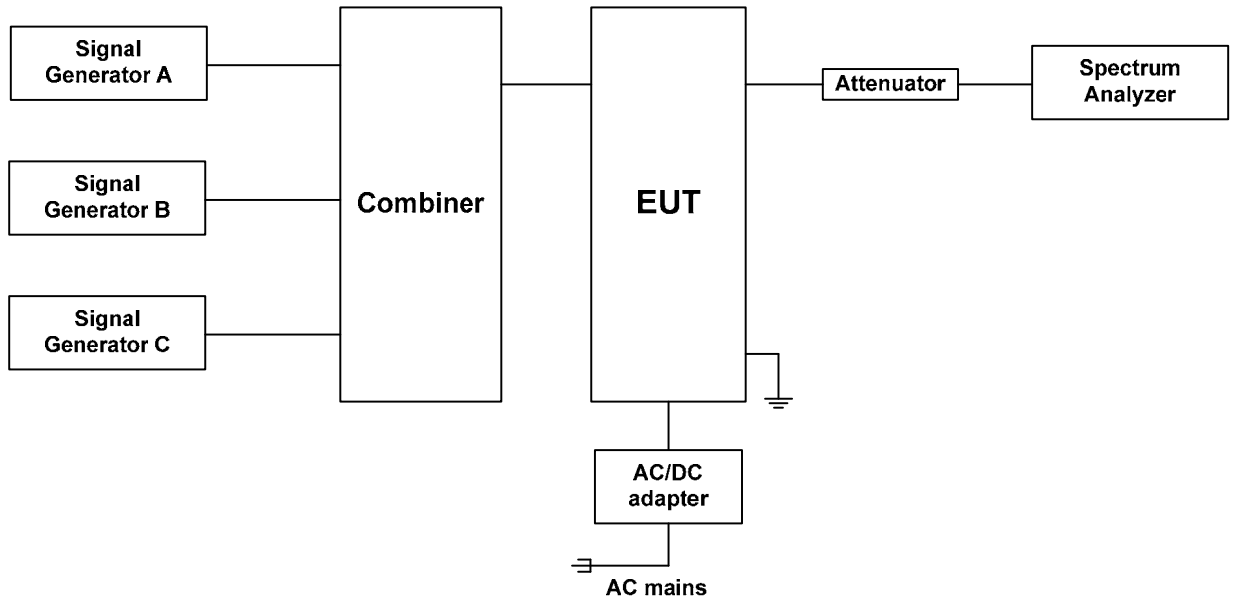 Signal
Generator A
Signal
Generator B
Signal
Generator C
Combiner
EUT
Attenuator
Spectrum
Analyzer
AC/DC
adapter
AC mains